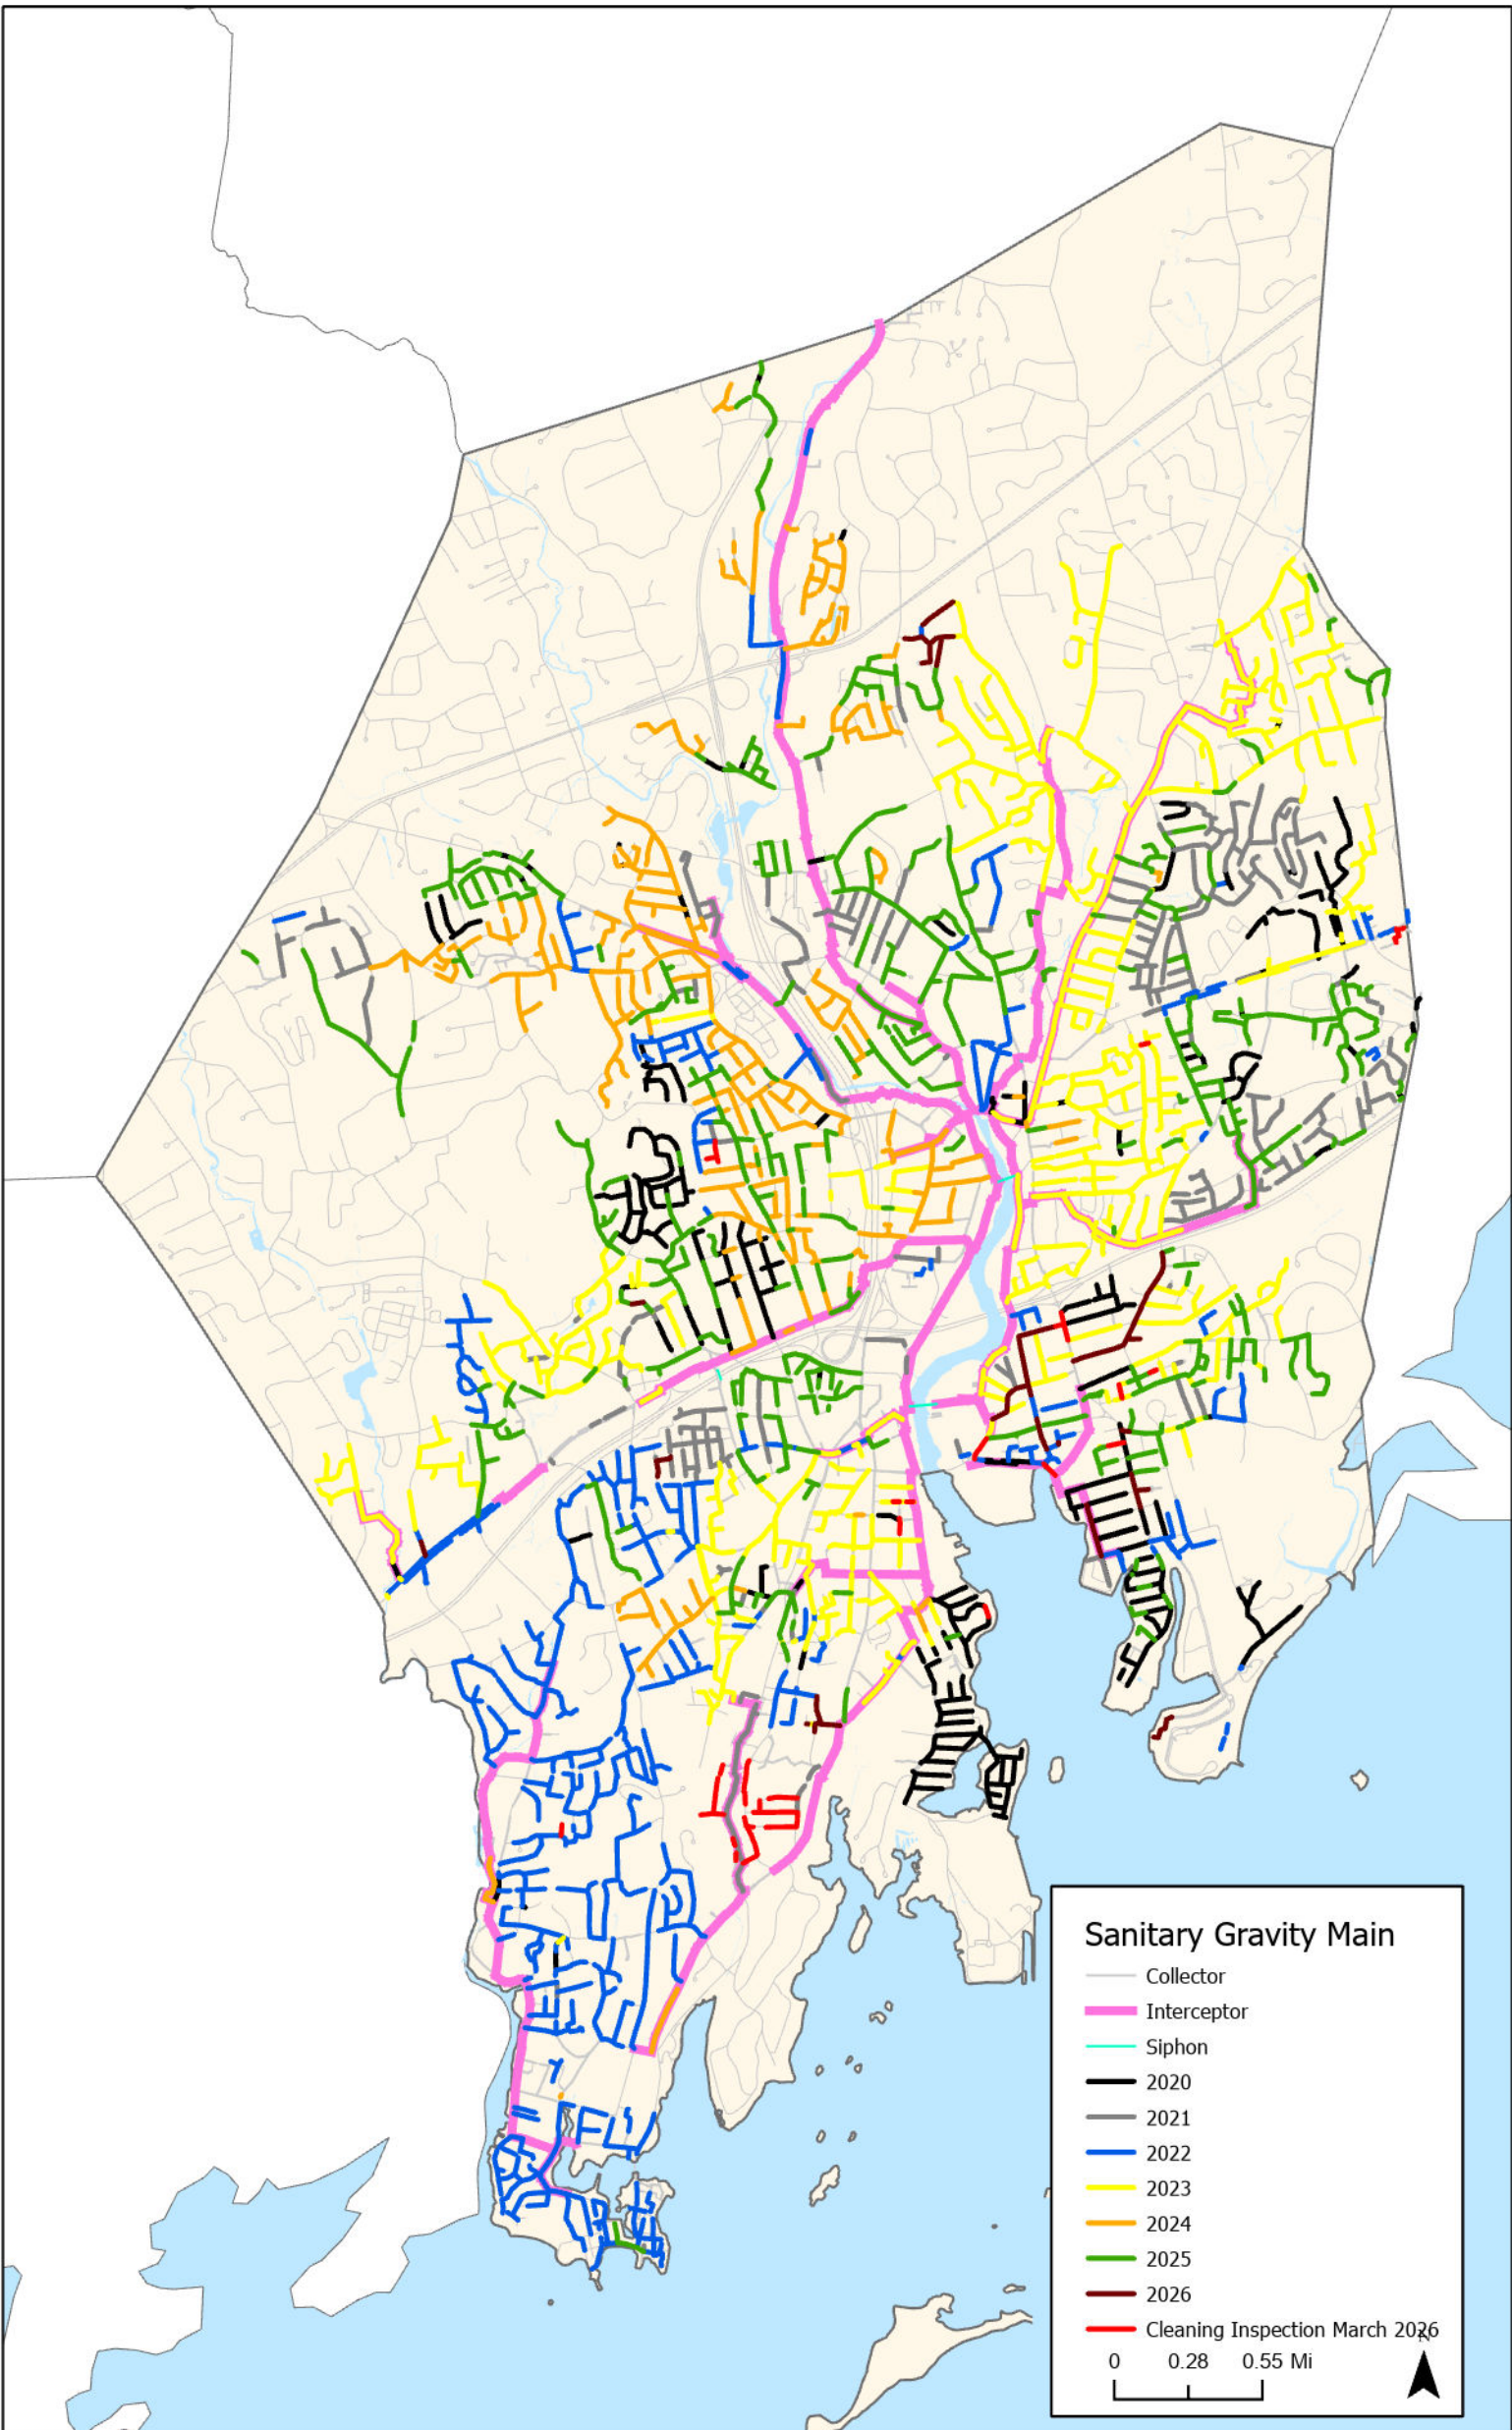 Sanitary Gravity Main
Collector
Interceptor
Siphon
2020
2021
2022
2023
2024
2025
2026
Cleaning Inspection March 2026
N
0 0.28 0.55 Mi